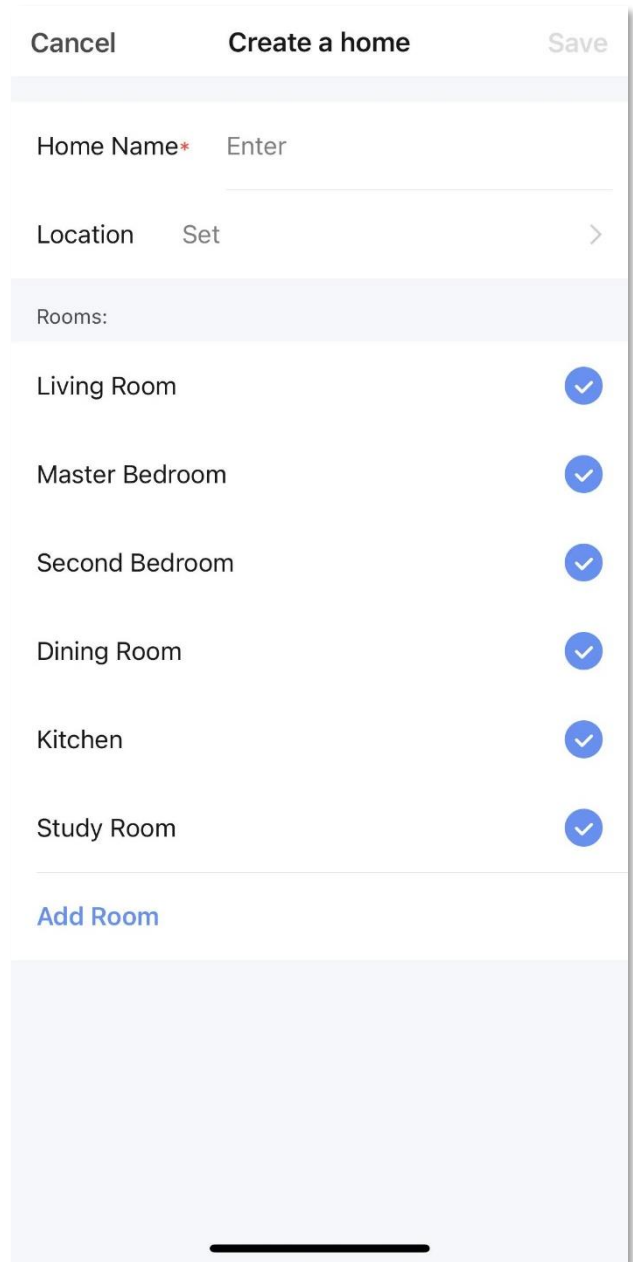 Cancel Create a home Save
Home Name* Enter
Location Set
Rooms:
Living Room
Master Bedroom
Second Bedroom
Dining Room
Kitchen
Study Room
Add Room